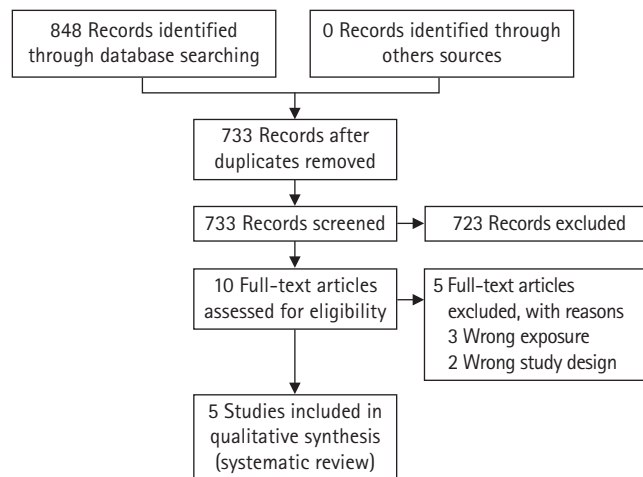 848 Records identified
through database searching
0 Records identified through
others sources
733 Records after
duplicates removed
733 Records screened
723 Records excluded
10 Full-text articles
assessed for eligibility
5 Full-text articles
excluded, with reasons
3 Wrong exposure
2 Wrong study design
5 Studies included in
qualitative synthesis
(systematic review)